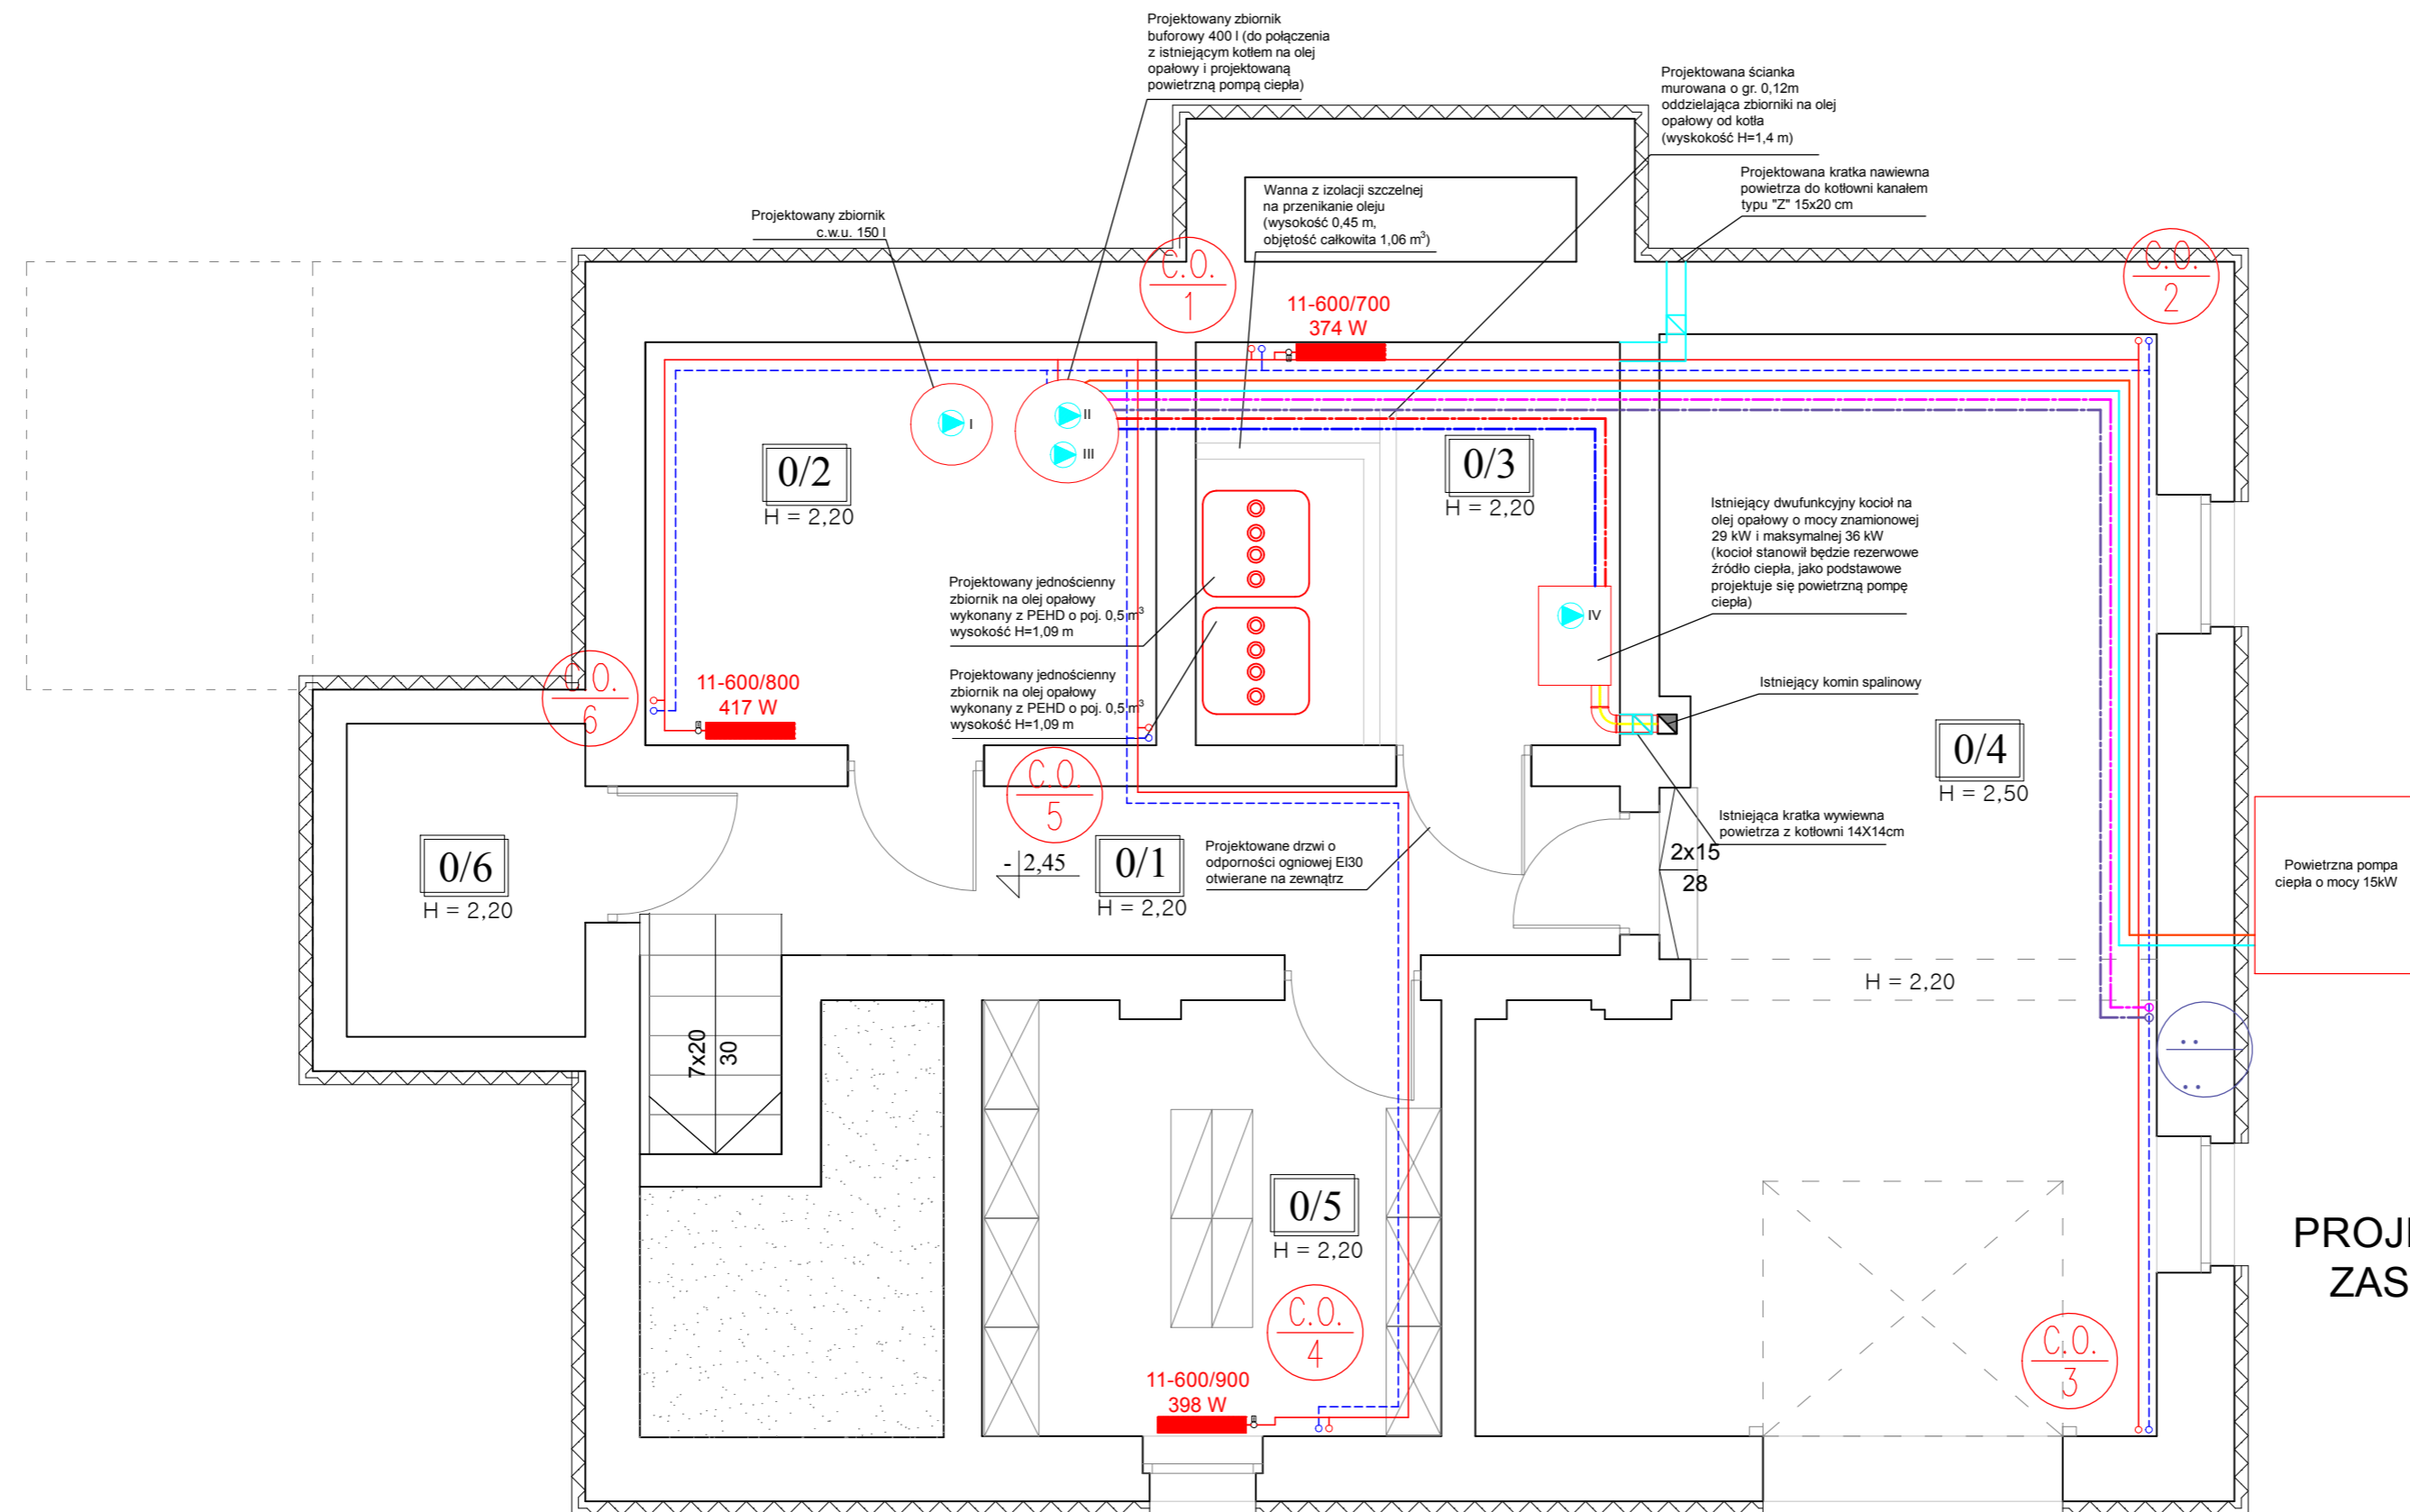 Projektowany zbiornik
buforowy 400 l (do połączenia
z istniejącym kotłem na olej
opałowy i projektowaną
powietrzną pompą ciepła)
Projektowana ścianka
murowana o gr. 0,12m
oddzielająca zbiorniki na olej
opałowy od kotła
(wyskokość H=1,4 m)
Projektowana kratka nawiewna
powietrza do kotłowni kanałem
typu "Z" 15x20 cm
Wanna z izolacji szczelnej
na przenikanie oleju
(wysokość 0,45 m,
objętość całkowita 1,06 m³)
Projektowany zbiornik
c.w.u. 150 l
C.O.
1
C.O.
2
11-600/700
374 W
I
II
III
0/2
H = 2,20
0/3
H = 2,20
Istniejący dwufunkcyjny kocioł na
olej opałowy o mocy znamionowej
29 kW i maksymalnej 36 kW
(kocioł stanowił będzie rezerwowe
źródło ciepła, jako podstawowe
projektuje się powietrzną pompę
ciepła)
Projektowany jednościenny
zbiornik na olej opałowy
wykonany z PEHD o poj. 0,5 m³
wysokość H=1,09 m
IV
Projektowany jednościenny
zbiornik na olej opałowy
wykonany z PEHD o poj. 0,5 m³
wysokość H=1,09 m
C.O.
6
11-600/800
417 W
Istniejący komin spalinowy
0/4
H = 2,50
C.O.
5
Istniejąca kratka wywiewna
powietrza z kotłowni 14X14cm
0/6
H = 2,20
- 2,45
0/1
H = 2,20
Projektowane drzwi o
odporności ogniowej EI30
otwierane na zewnątrz
2x15
28
Powietrzna pompa
ciepła o mocy 15kW
H = 2,20
7x20
30
0/5
H = 2,20
PROJ
ZAS
C.O.
4
C.O.
3
11-600/900
398 W